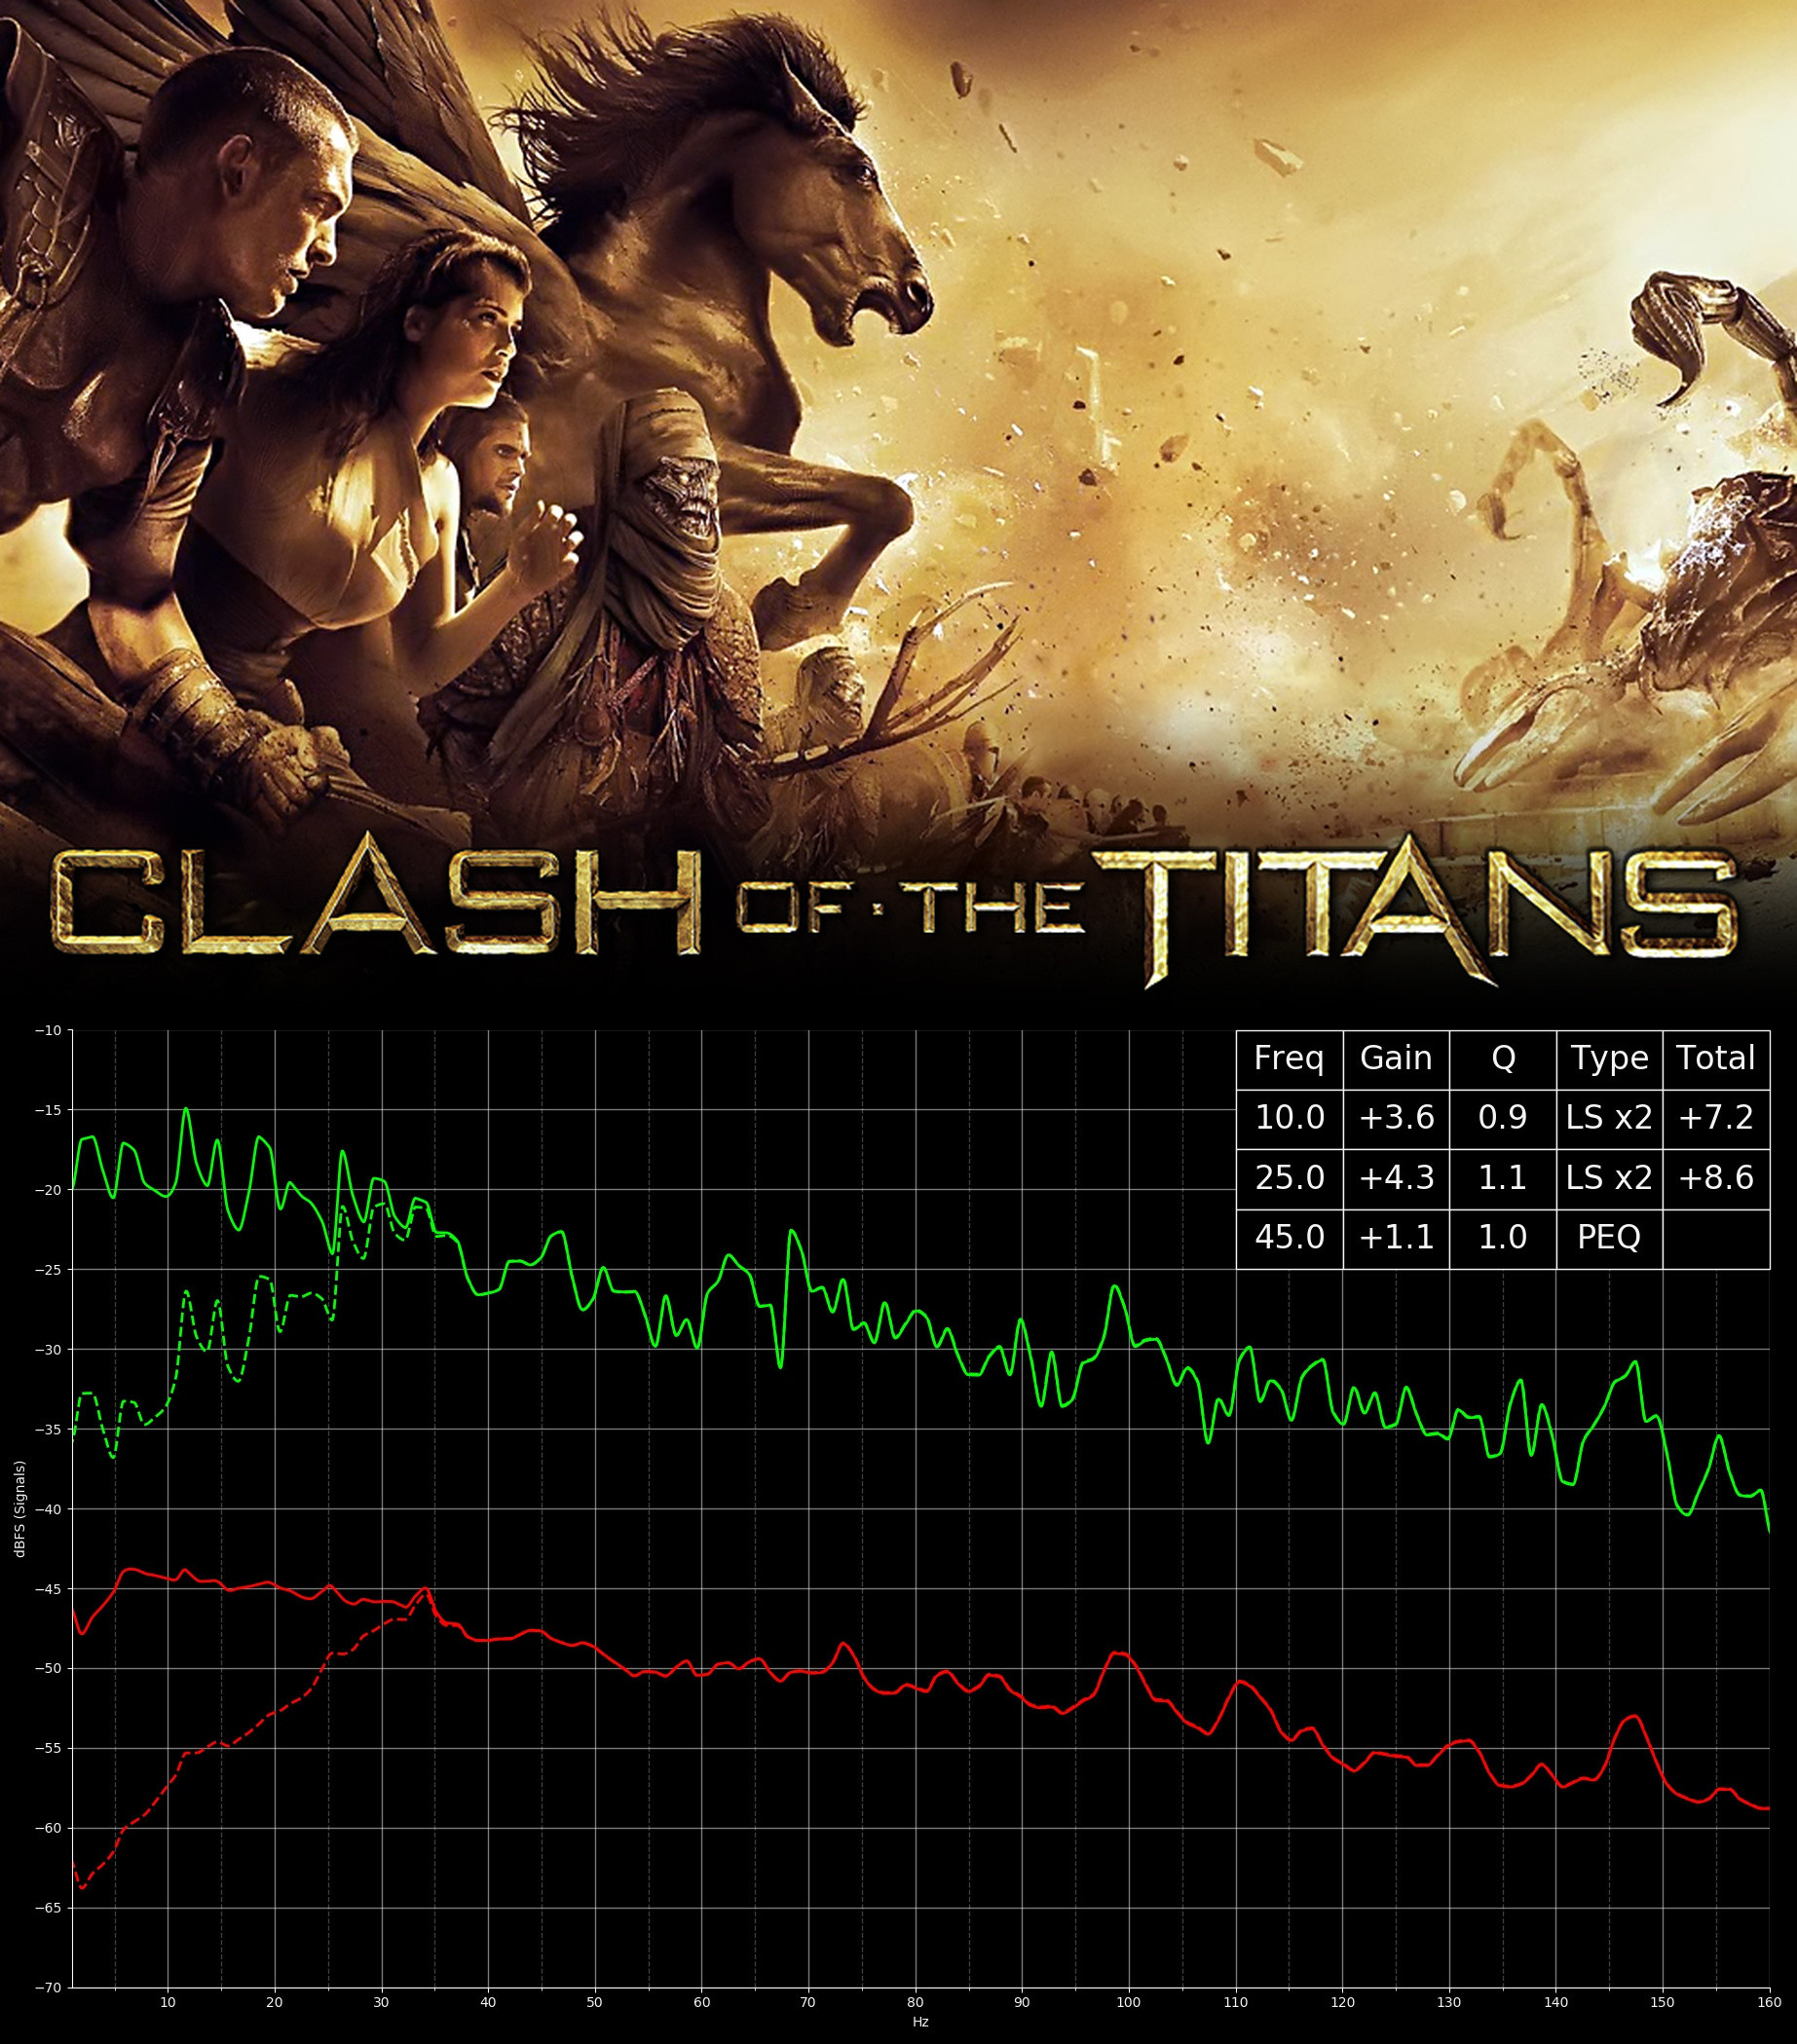 CLASH OF · THE TITANS
Freq Gain Q Type Total
10.0 +3.6 0.9 LS x2 +7.2
25.0 +4.3 1.1 LS x2 +8.6
45.0 +1.1 1.0 PEQ
−10
−15
−20
−25
−30
−35
−40
−45
−50
−55
−60
−65
−70
dBFS (Signals)
10 20 30 40 50 60 70 80 90 100 110 120 130 140 150 160
Hz